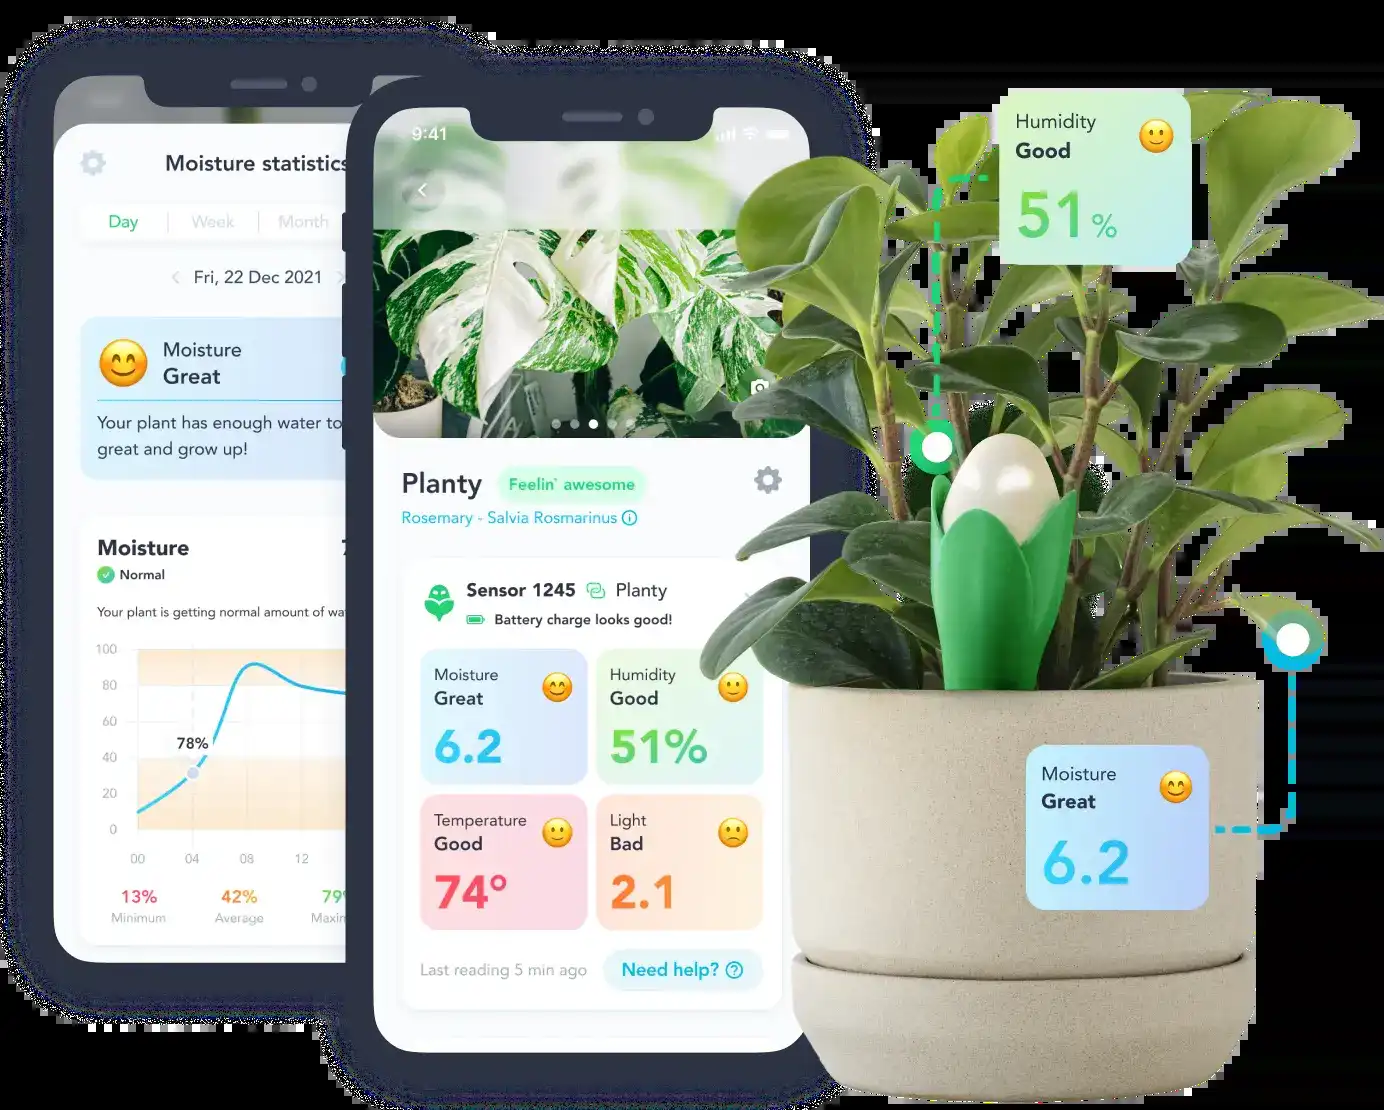 Moisture statistics
Day
Week
Month
Fri, 22 Dec 2021
Moisture
Great
Your plant has enough water to
great and grow up!
Moisture
Normal
Your plant is getting normal amount of
100
80
60
40
20
0
78%
00
04
08
12
13%
42%
79
Minimum
Average
9:41
Planty
Feelin` awesome
Rosemary - Salvia Rosmarinus
Sensor 1245
Planty
Battery charge looks good!
Moisture
Great
6.2
Humidity
Good
51%
Temperature
Good
74°
Light
Bad
2.1
Last reading 5 min ago
Need help?
Humidity
Good
51%
Moisture
Great
6.2